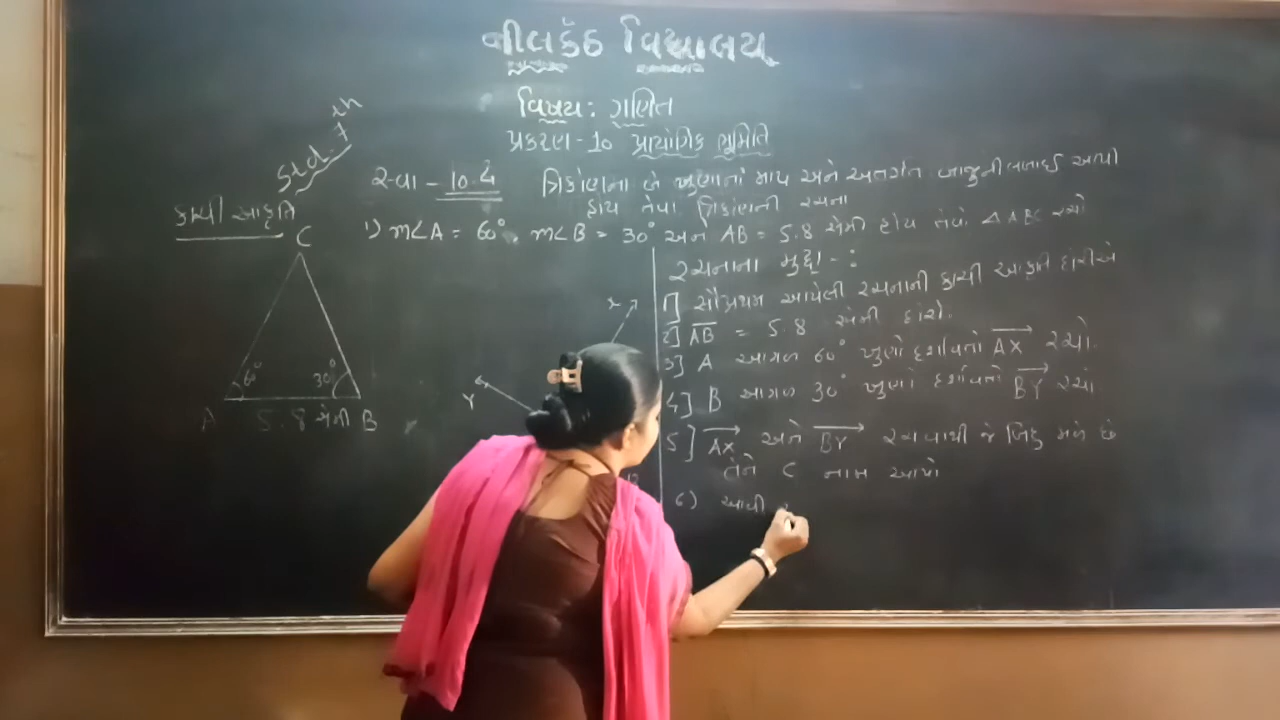 નીલકંઠ વિદ્યાલય
વિષય: ગણિત
પ્રકરણ-10 પ્રાયોગિક ભૂમિતિ
Std. 7th
સ્વા - 10.4 ત્રિકોણના બે ખુણાનાં માપ અને અંતર્ગત બાજુની લંબાઈ આપી
હોય તેવા ત્રિકોણની રચના
કાચી આકૃતિ
૧) m∠A = 60°, m∠B = 30° અને AB = 5.8 સેમી હોય તેવો △ABC રચો
C
60°
30°
A 5.8 સેમી B
X
Y
રચનાના મુદ્દા -:
1] સૌપ્રથમ આપેલી રચનાની કાચી આકૃતિ દોરીએ
2] AB = 5.8 સેમી દોરો.
3] A આગળ 60° ખુણો દર્શાવતો AX રચો.
4] B આગળ 30° ખુણો દર્શાવતો BY રચો
5] AX અને BY રચવાથી જે બિંદુ મળે છે
તેને C નામ આપો
૬) આવી